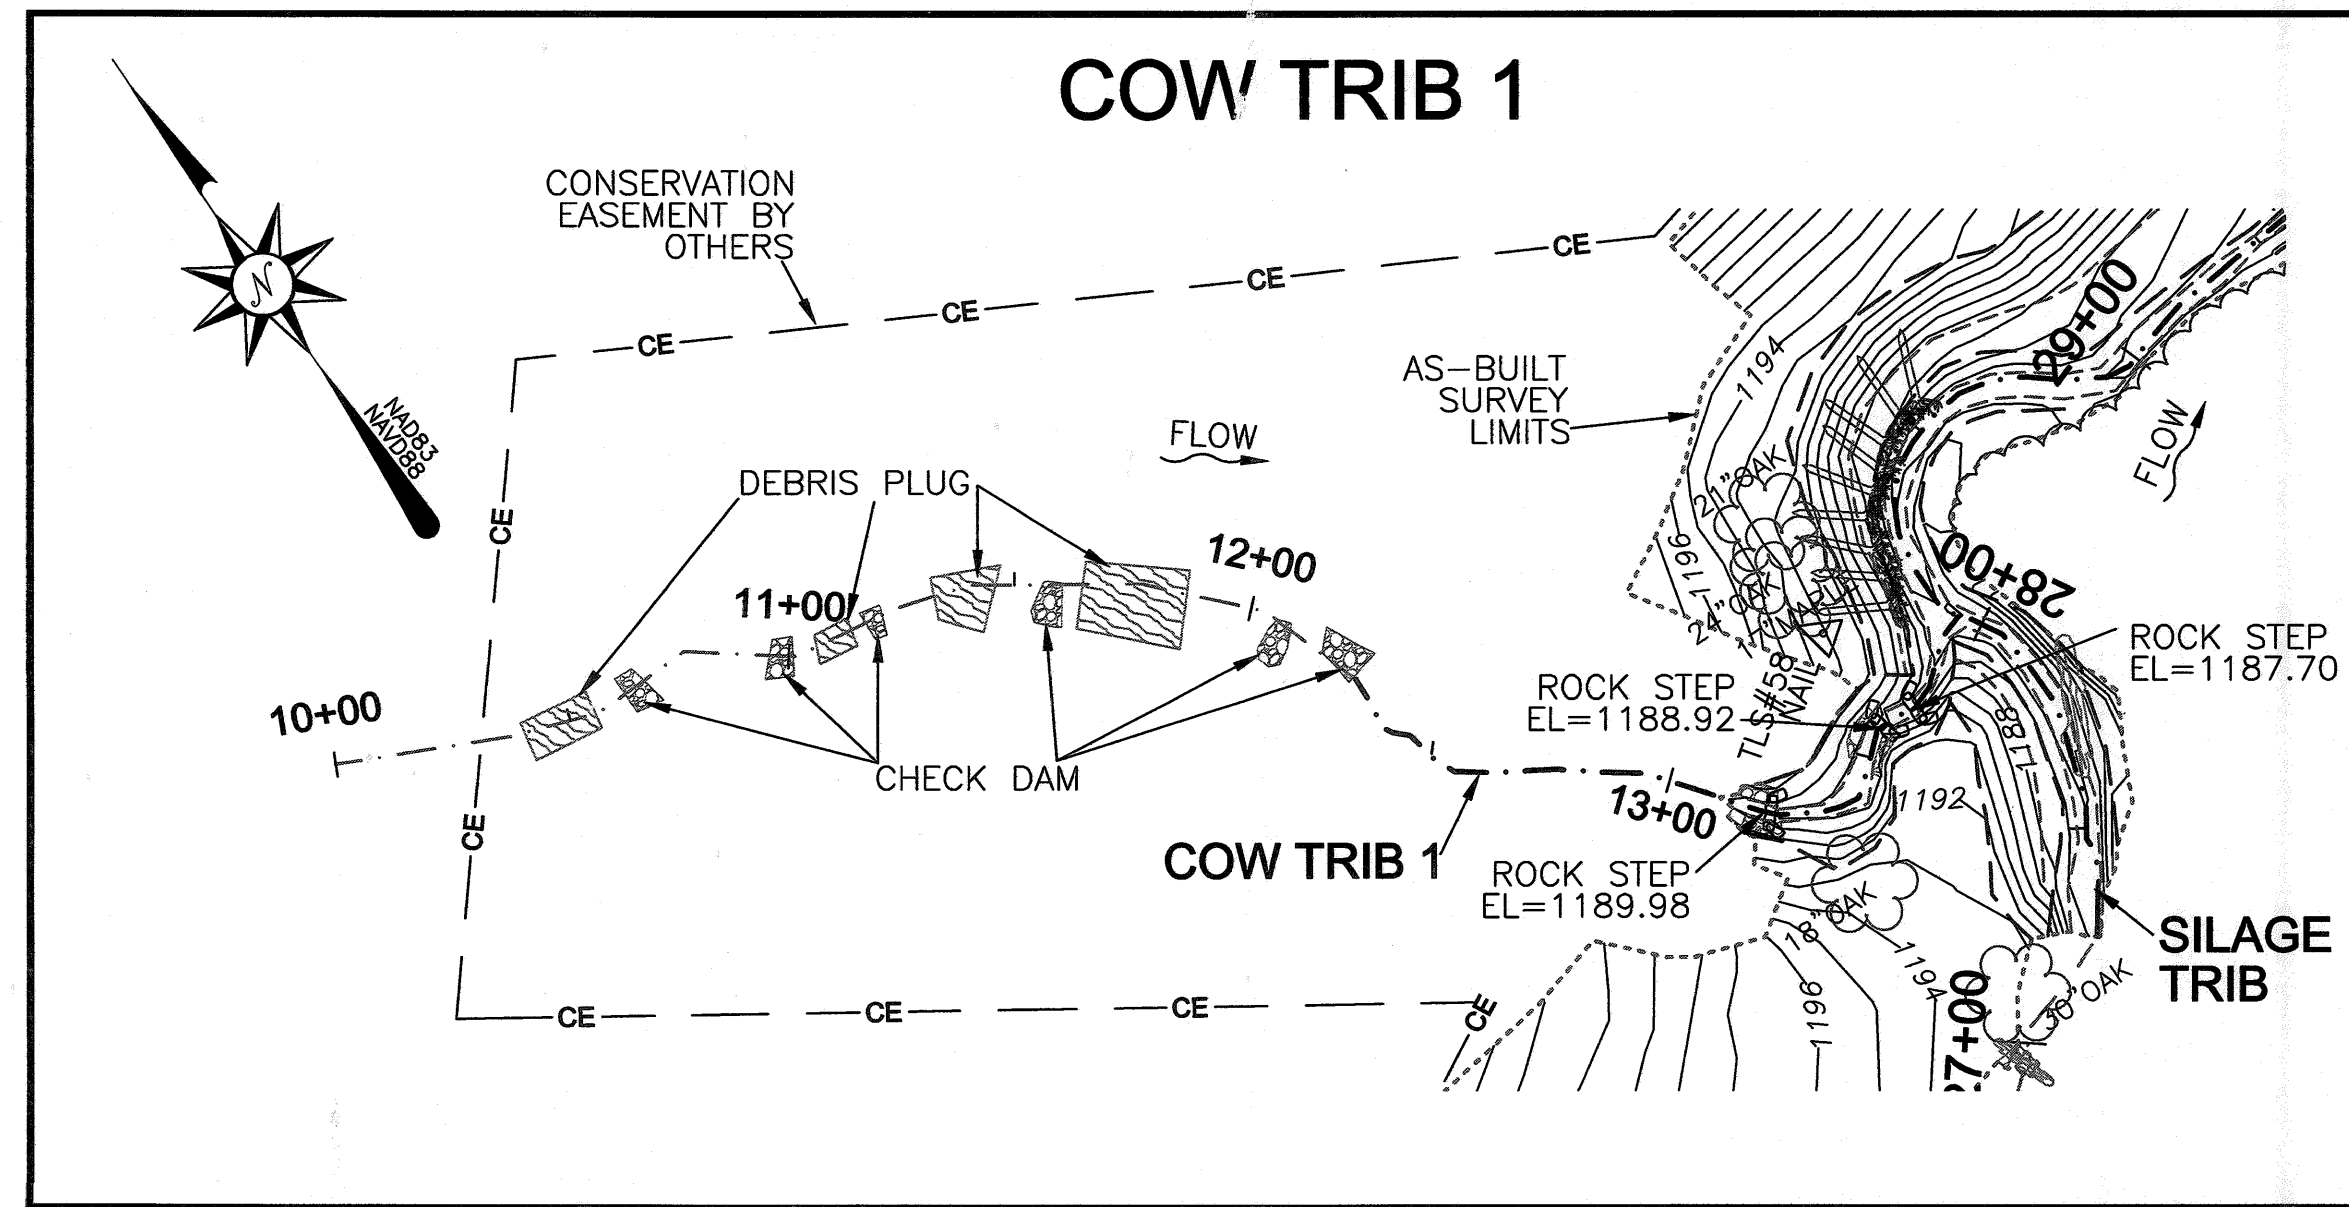 COW TRIB 1
CONSERVATION
EASEMENT BY
OTHERS
N
NAD83
NAVD88
CE
CE
CE
CE
AS-BUILT
SURVEY
LIMITS
1194
29+00
FLOW
FLOW
DEBRIS PLUG
CE
21" OAK
1196
24" OAK
28+00
12+00
11+00
10+00
ROCK STEP
EL=1187.70
ROCK STEP
EL=1188.92
TLS#58
NAIL
1188
CHECK DAM
CE
13+00
1192
COW TRIB 1
ROCK STEP
EL=1189.98
18" OAK
1194
1196
SILAGE
TRIB
30" OAK
27+00
CE
CE
CE
CE